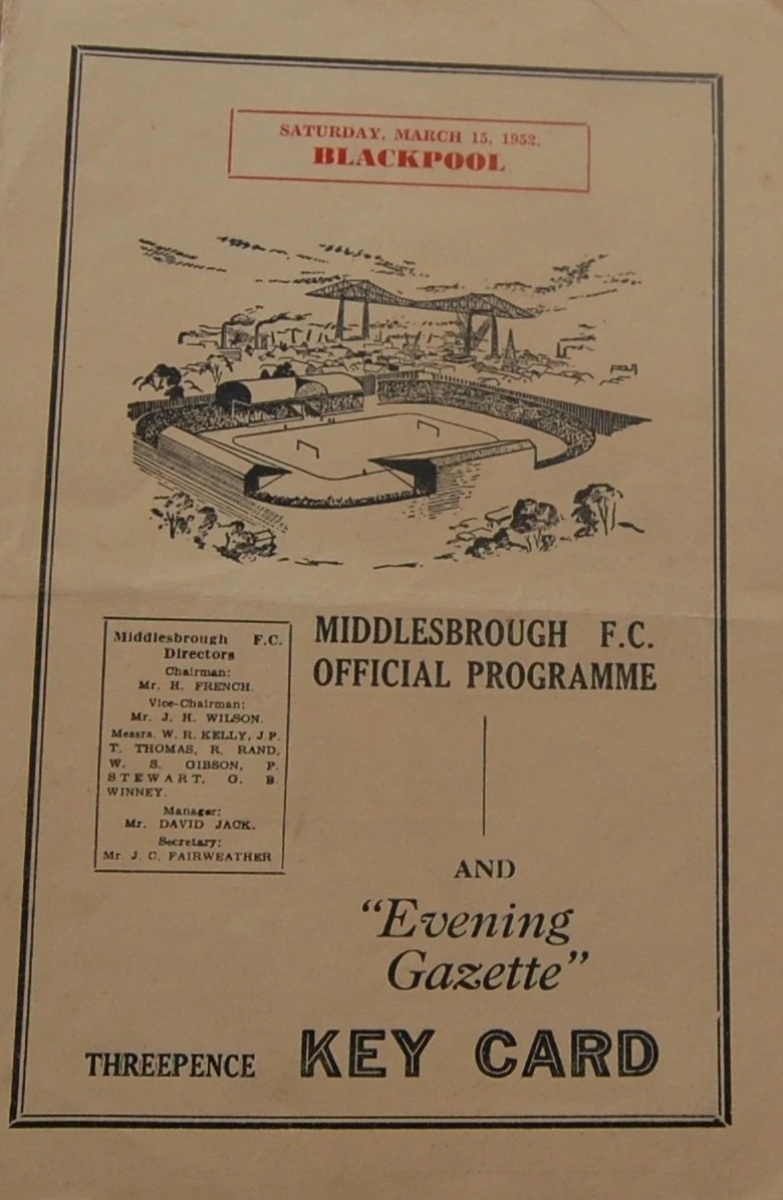 SATURDAY, MARCH 15, 1952.
BLACKPOOL
Middlesbrough F.C.
Directors
Chairman:
Mr. H. FRENCH.
Vice-Chairman:
Mr. J. H. WILSON.
Messrs. W. R. KELLY, J.P.
T. THOMAS, R. RAND,
W. S. GIBSON, P.
STEWART, G. B.
WINNEY.
Manager:
Mr. DAVID JACK.
Secretary:
Mr. J. C. FAIRWEATHER
MIDDLESBROUGH F.C.
OFFICIAL PROGRAMME
AND
“Evening
Gazette”
THREEPENCE KEY CARD